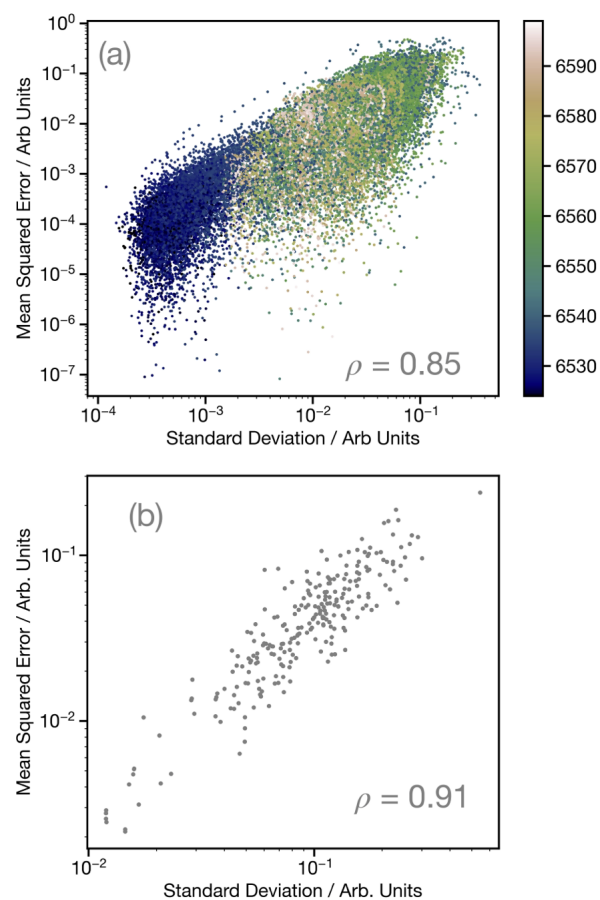 (a)
10⁰
10⁻¹
10⁻²
10⁻³
10⁻⁴
10⁻⁵
10⁻⁶
10⁻⁷
Mean Squared Error / Arb Units
ρ = 0.85
10⁻⁴ 10⁻³ 10⁻² 10⁻¹
Standard Deviation / Arb Units
6590
6580
6570
6560
6550
6540
6530
(b)
10⁻¹
10⁻²
Mean Squared Error / Arb. Units
ρ = 0.91
10⁻² 10⁻¹
Standard Deviation / Arb. Units